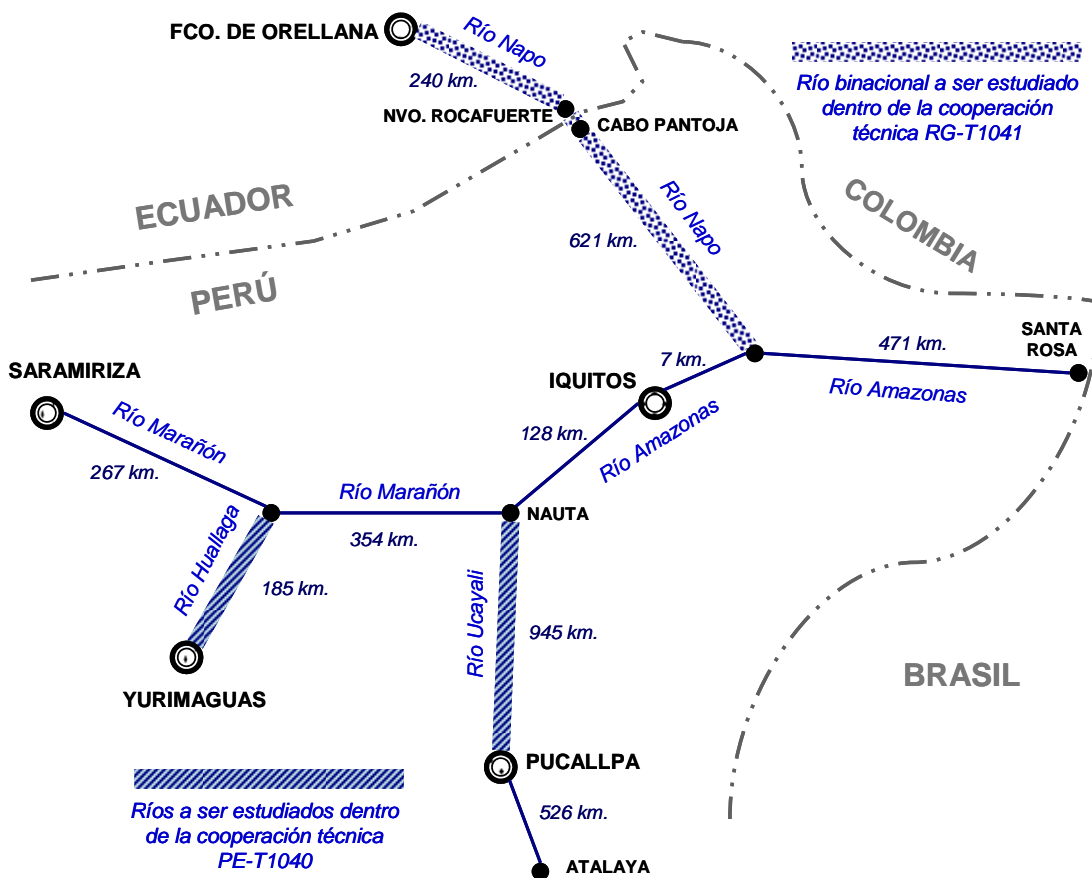 FCO. DE ORELLANA
Río Napo
240 km.
NVO. ROCAFUERTE
CABO PANTOJA
Río binacional a ser estudiado
dentro de la cooperación
técnica RG-T1041
ECUADOR
PERÚ
COLOMBIA
Río Napo
621 km.
SANTA
ROSA
471 km.
Río Amazonas
7 km.
IQUITOS
128 km.
Río Amazonas
SARAMIRIZA
Río Marañón
267 km.
Río Marañón
354 km.
NAUTA
Río Huallaga
185 km.
YURIMAGUAS
Río Ucayali
945 km.
BRASIL
PUCALLPA
526 km.
ATALAYA
Ríos a ser estudiados dentro
de la cooperación técnica
PE-T1040